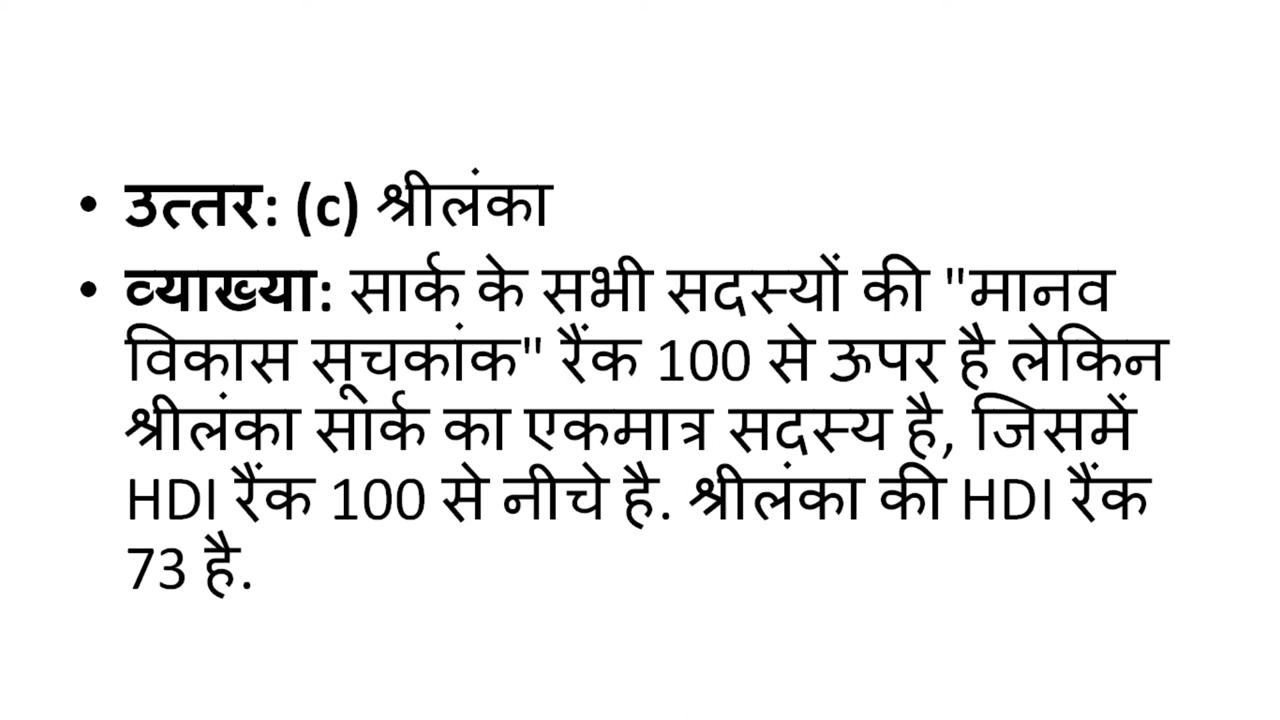 • उत्तर: (c) श्रीलंका
• व्याख्या: सार्क के सभी सदस्यों की "मानव
विकास सूचकांक" रैंक 100 से ऊपर है लेकिन
श्रीलंका सार्क का एकमात्र सदस्य है, जिसमें
HDI रैंक 100 से नीचे है. श्रीलंका की HDI रैंक
73 है.